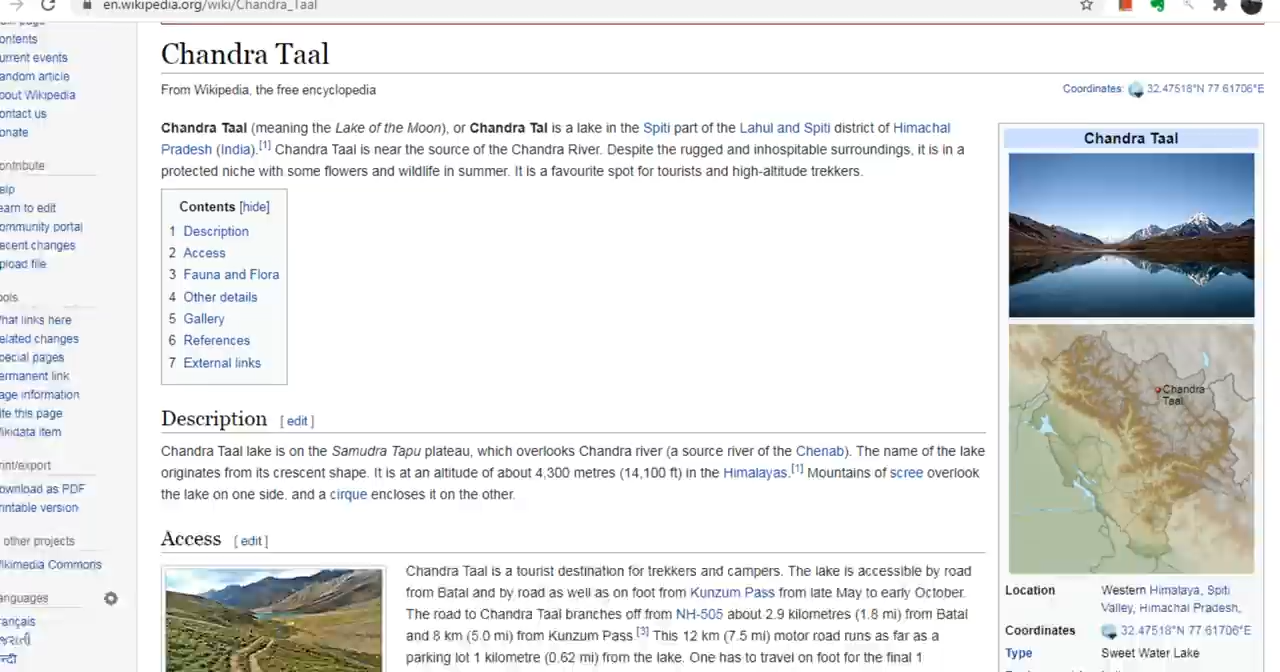 en.wikipedia.org/wiki/Chandra_Taal
ontents
urrent events
andom article
bout Wikipedia
ontact us
onate
ontribute
elp
earn to edit
ommunity portal
ecent changes
pload file
ools
hat links here
elated changes
pecial pages
ermanent link
age information
ite this page
ikidata item
rint/export
ownload as PDF
rintable version
other projects
ikimedia Commons
anguages
rançais
Chandra Taal
From Wikipedia, the free encyclopedia
Coordinates: 32.47518°N 77.61706°E
Chandra Taal (meaning the Lake of the Moon), or Chandra Tal is a lake in the Spiti part of the Lahul and Spiti district of Himachal
Pradesh (India).[1] Chandra Taal is near the source of the Chandra River. Despite the rugged and inhospitable surroundings, it is in a
protected niche with some flowers and wildlife in summer. It is a favourite spot for tourists and high-altitude trekkers.
Contents [hide]
1 Description
2 Access
3 Fauna and Flora
4 Other details
5 Gallery
6 References
7 External links
Description [ edit ]
Chandra Taal lake is on the Samudra Tapu plateau, which overlooks Chandra river (a source river of the Chenab). The name of the lake
originates from its crescent shape. It is at an altitude of about 4,300 metres (14,100 ft) in the Himalayas.[1] Mountains of scree overlook
the lake on one side, and a cirque encloses it on the other.
Access [ edit ]
Chandra Taal is a tourist destination for trekkers and campers. The lake is accessible by road
from Batal and by road as well as on foot from Kunzum Pass from late May to early October.
The road to Chandra Taal branches off from NH-505 about 2.9 kilometres (1.8 mi) from Batal
and 8 km (5.0 mi) from Kunzum Pass.[3] This 12 km (7.5 mi) motor road runs as far as a
parking lot 1 kilometre (0.62 mi) from the lake. One has to travel on foot for the final 1
Chandra Taal
Chandra
Taal
Location Western Himalaya, Spiti
Valley, Himachal Pradesh,
Coordinates 32.47518°N 77.61706°E
Type Sweet Water Lake